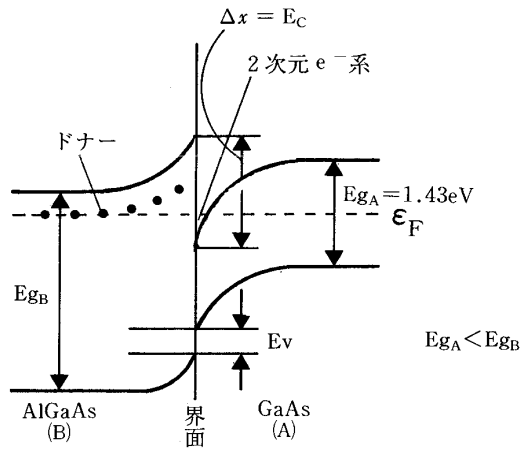 Δx＝E_C
2次元e⁻系
ドナー
Eg_A＝1.43eV
ε_F
Eg_B
Ev
Eg_A＜Eg_B
AlGaAs
(B)
界面
GaAs
(A)